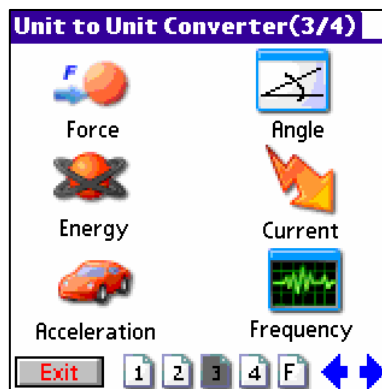 Unit to Unit Converter(3/4)
F
Force
Angle
Energy
Current
Acceleration
Frequency
Exit 1 2 3 4 F